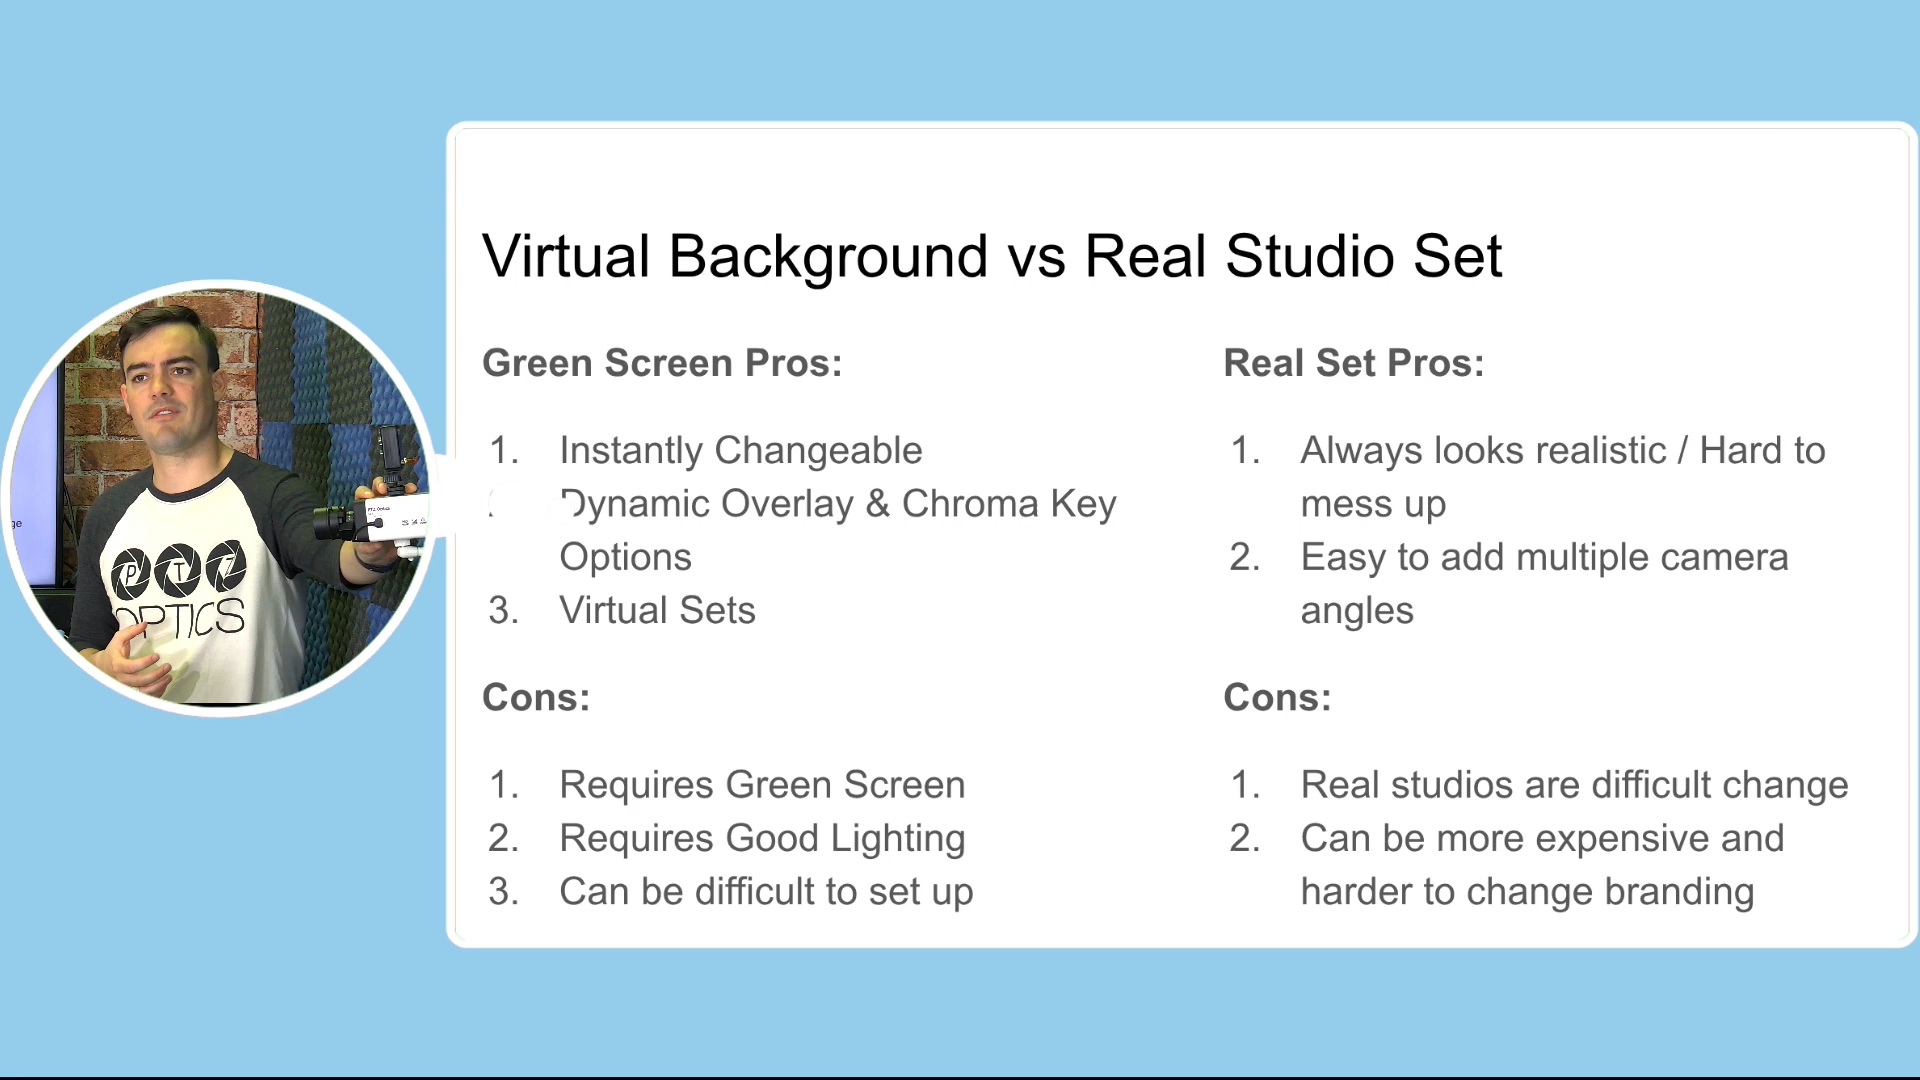 Virtual Background vs Real Studio Set
Green Screen Pros:
1. Instantly Changeable
Dynamic Overlay & Chroma Key
Options
3. Virtual Sets
Cons:
1. Requires Green Screen
2. Requires Good Lighting
3. Can be difficult to set up
Real Set Pros:
1. Always looks realistic / Hard to
mess up
2. Easy to add multiple camera
angles
Cons:
1. Real studios are difficult change
2. Can be more expensive and
harder to change branding
ge
PTZ
OPTICS